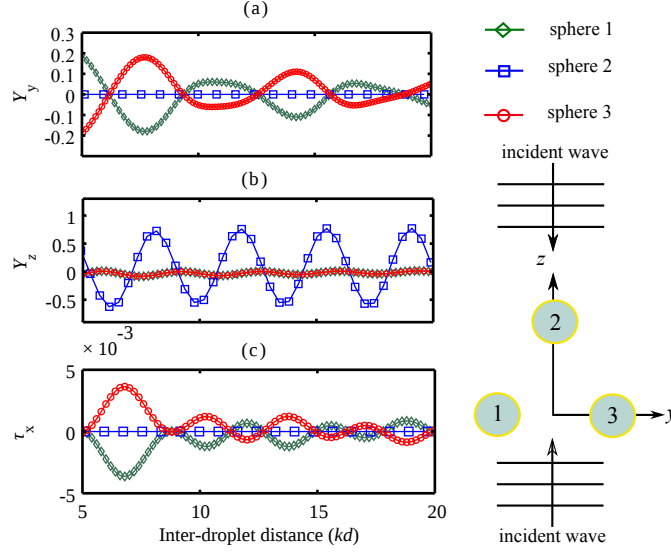 (a)
0.3
0.2
0.1
0
-0.1
-0.2
Y_y
(b)
1
0.5
0
-0.5
Y_z
× 10^-3
(c)
5
0
-5
τ_x
5
10
15
20
Inter-droplet distance (kd)
sphere 1
sphere 2
sphere 3
incident wave
z
2
1
3
y
incident wave